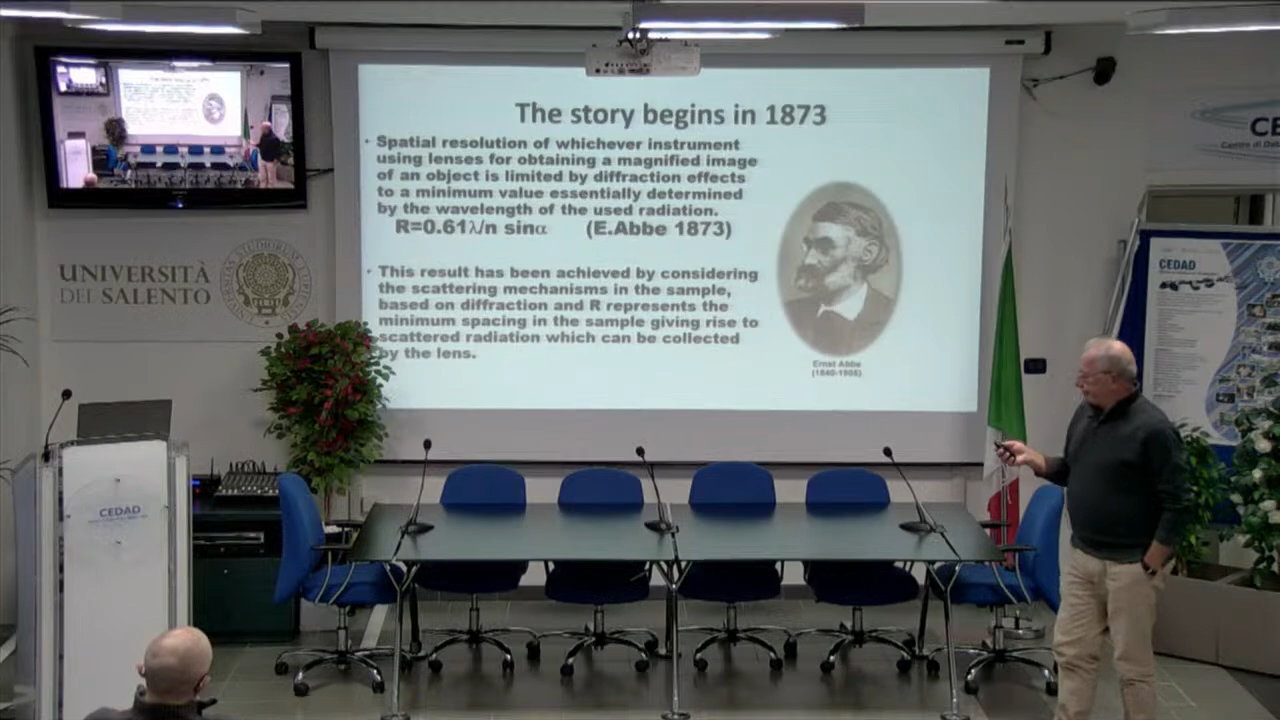 The story begins in 1873
• Spatial resolution of whichever instrument
using lenses for obtaining a magnified image
of an object is limited by diffraction effects
to a minimum value essentially determined
by the wavelength of the used radiation.
R=0.61λ/n sinα (E.Abbe 1873)
• This result has been achieved by considering
the scattering mechanisms in the sample,
based on diffraction and R represents the
minimum spacing in the sample giving rise to
scattered radiation which can be collected
by the lens.
Ernst Abbe
(1840-1905)
UNIVERSITÀ
DEL SALENTO
CE
Centro di Dat
CEDAD
CEDAD